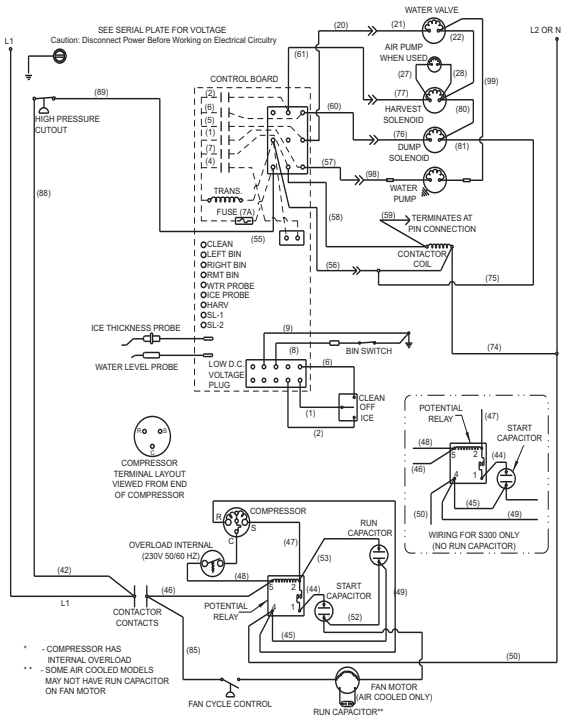 WATER VALVE
SEE SERIAL PLATE FOR VOLTAGE
Caution: Disconnect Power Before Working on Electrical Circuitry
L1
L2 OR N
(20)
(21)
(22)
AIR PUMP
WHEN USED
(61)
(27)
(28)
(99)
CONTROL BOARD
(89)
(2)
(77)
HARVEST
SOLENOID
(80)
HIGH PRESSURE
CUTOUT
(6)
(5)
(1)
(7)
(4)
(60)
(76)
DUMP
SOLENOID
(81)
(57)
(98)
WATER
PUMP
(88)
TRANS.
FUSE (7A)
(55)
(58)
(59)
TERMINATES AT
PIN CONNECTION
CONTACTOR
COIL
(56)
(75)
CLEAN
LEFT BIN
RIGHT BIN
RMT BIN
WTR PROBE
ICE PROBE
HARV
SL-1
SL-2
ICE THICKNESS PROBE
WATER LEVEL PROBE
(9)
(8)
BIN SWITCH
(74)
LOW D.C.
VOLTAGE
PLUG
(6)
CLEAN
OFF
ICE
(1)
(2)
R
S
C
COMPRESSOR
TERMINAL LAYOUT
VIEWED FROM END
OF COMPRESSOR
POTENTIAL
RELAY
(47)
START
CAPACITOR
(48)
(46)
5
2
4
1
(44)
(45)
(50)
(49)
WIRING FOR S300 ONLY
(NO RUN CAPACITOR)
COMPRESSOR
R
S
C
OVERLOAD INTERNAL
(230V 50/60 HZ)
(47)
(53)
RUN
CAPACITOR
(42)
(46)
(48)
5
2
4
1
(44)
START
CAPACITOR
(49)
L1
CONTACTOR
CONTACTS
POTENTIAL
RELAY
(52)
(45)
(50)
(85)
* - COMPRESSOR HAS
INTERNAL OVERLOAD
** - SOME AIR COOLED MODELS
MAY NOT HAVE RUN CAPACITOR
ON FAN MOTOR
FAN CYCLE CONTROL
FAN MOTOR
(AIR COOLED ONLY)
RUN CAPACITOR**